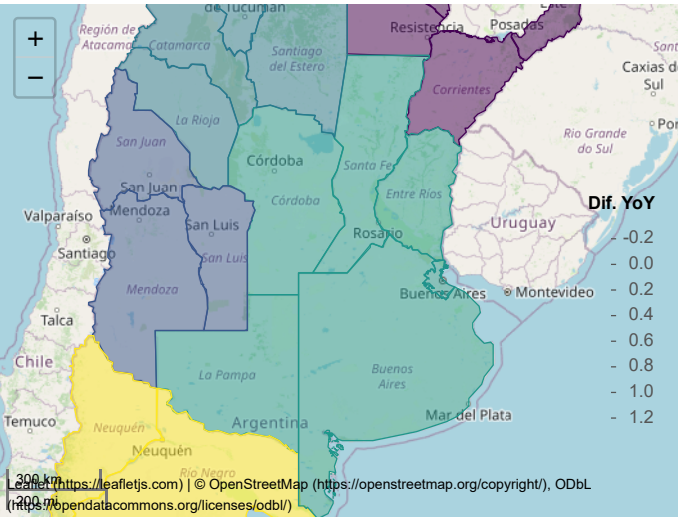 de Tucumán
Este
Región de
Atacama
Catamarca
Resistencia
Posadas
+
−
Santiago
del Estero
Caxias do
Sul
Corrientes
La Rioja
San Juan
Rio Grande
do Sul
Córdoba
Santa Fe
San Juan
Entre Ríos
Córdoba
Dif. YoY
Mendoza
Valparaíso
San Luis
Uruguay
Rosario
-0.2
Santiago
San Luis
0.0
Mendoza
Buenos Aires
Montevideo
0.2
Talca
0.4
0.6
Chile
La Pampa
Buenos
Aires
0.8
1.0
Temuco
Argentina
Mar del Plata
1.2
Neuquén
Neuquén
Río Negro
300 km
200 mi
Leaflet (https://leafletjs.com) | © OpenStreetMap (https://openstreetmap.org/copyright/), ODbL
(https://opendatacommons.org/licenses/odbl/)